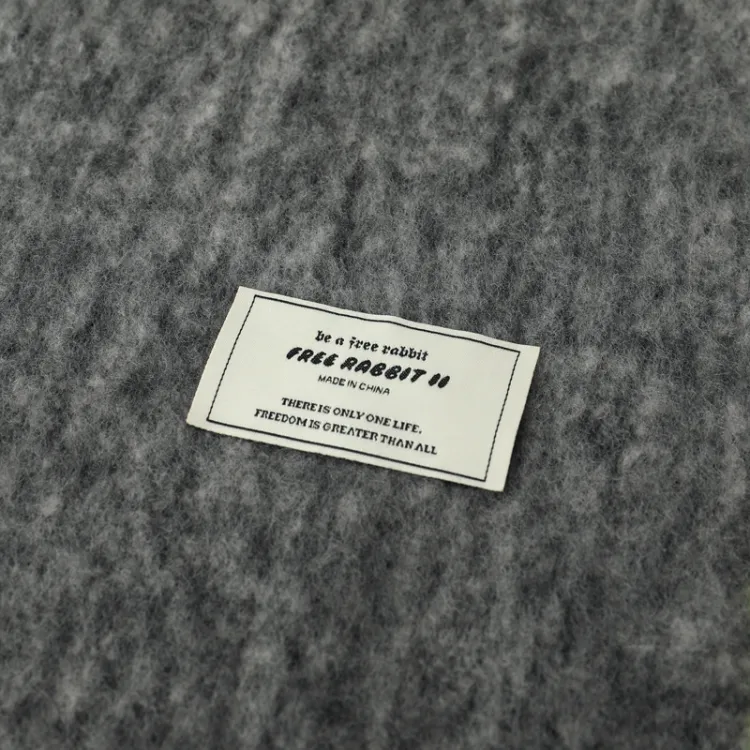 be a free rabbit
FREE RABBIT II
MADE IN CHINA
THERE IS ONLY ONE LIFE.
FREEDOM IS GREATER THAN ALL